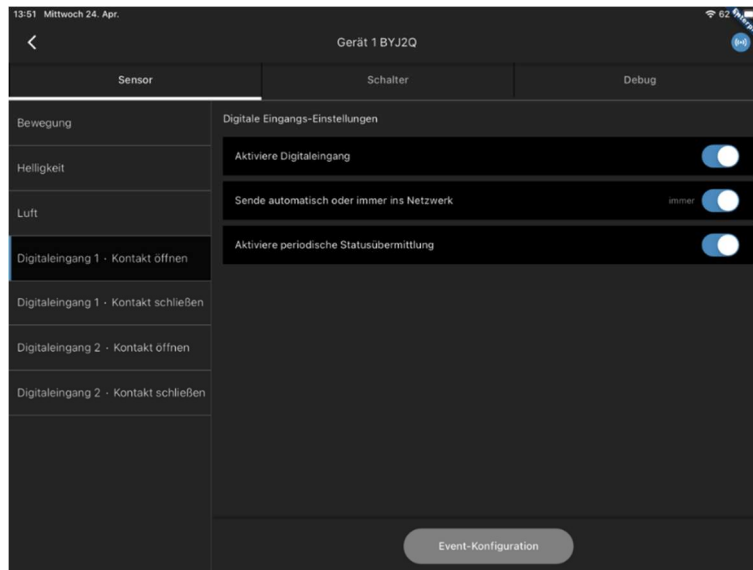 13:51 Mittwoch 24. Apr.
62
Gerät 1 BYJ2Q
Sensor
Schalter
Debug
Bewegung
Helligkeit
Luft
Digitaleingang 1 · Kontakt öffnen
Digitaleingang 1 · Kontakt schließen
Digitaleingang 2 · Kontakt öffnen
Digitaleingang 2 · Kontakt schließen
Digitale Eingangs-Einstellungen
Aktiviere Digitaleingang
Sende automatisch oder immer ins Netzwerk
immer
Aktiviere periodische Statusübermittlung
Event-Konfiguration